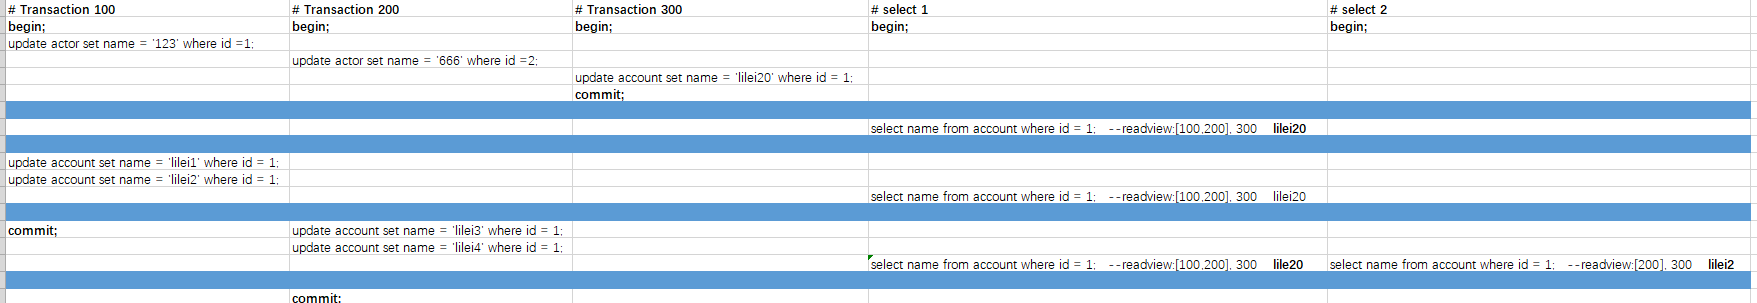 # Transaction 100 # Transaction 200 # Transaction 300 # select 1 # select 2
begin; begin; begin; begin; begin;
update actor set name = '123' where id =1;
update actor set name = '666' where id =2;
update account set name = 'lilei20' where id = 1;
commit;
select name from account where id = 1; --readview:[100,200], 300 lilei20
update account set name = 'lilei1' where id = 1;
update account set name = 'lilei2' where id = 1;
select name from account where id = 1; --readview:[100,200], 300 lilei20
commit; update account set name = 'lilei3' where id = 1;
update account set name = 'lilei4' where id = 1;
select name from account where id = 1; --readview:[100,200], 300 lile20 select name from account where id = 1; --readview:[200], 300 lilei2
commit;